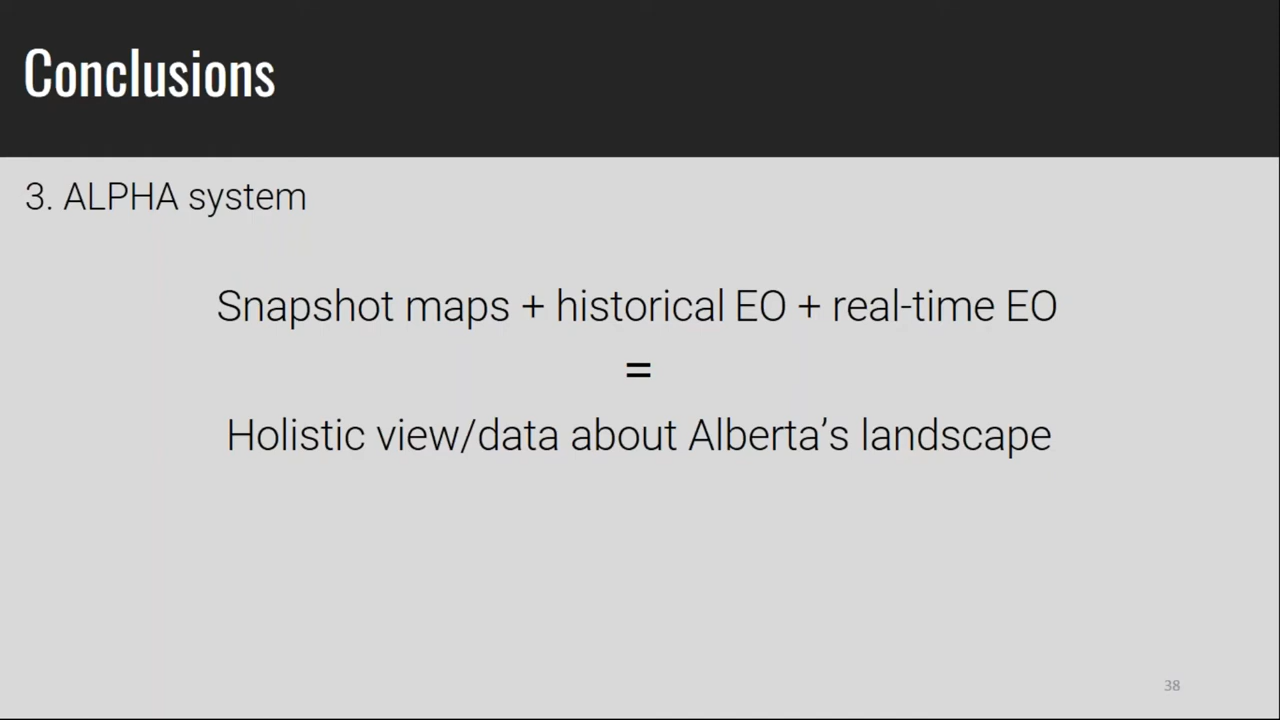 Conclusions
3. ALPHA system
Snapshot maps + historical EO + real-time EO
=
Holistic view/data about Alberta’s landscape
38